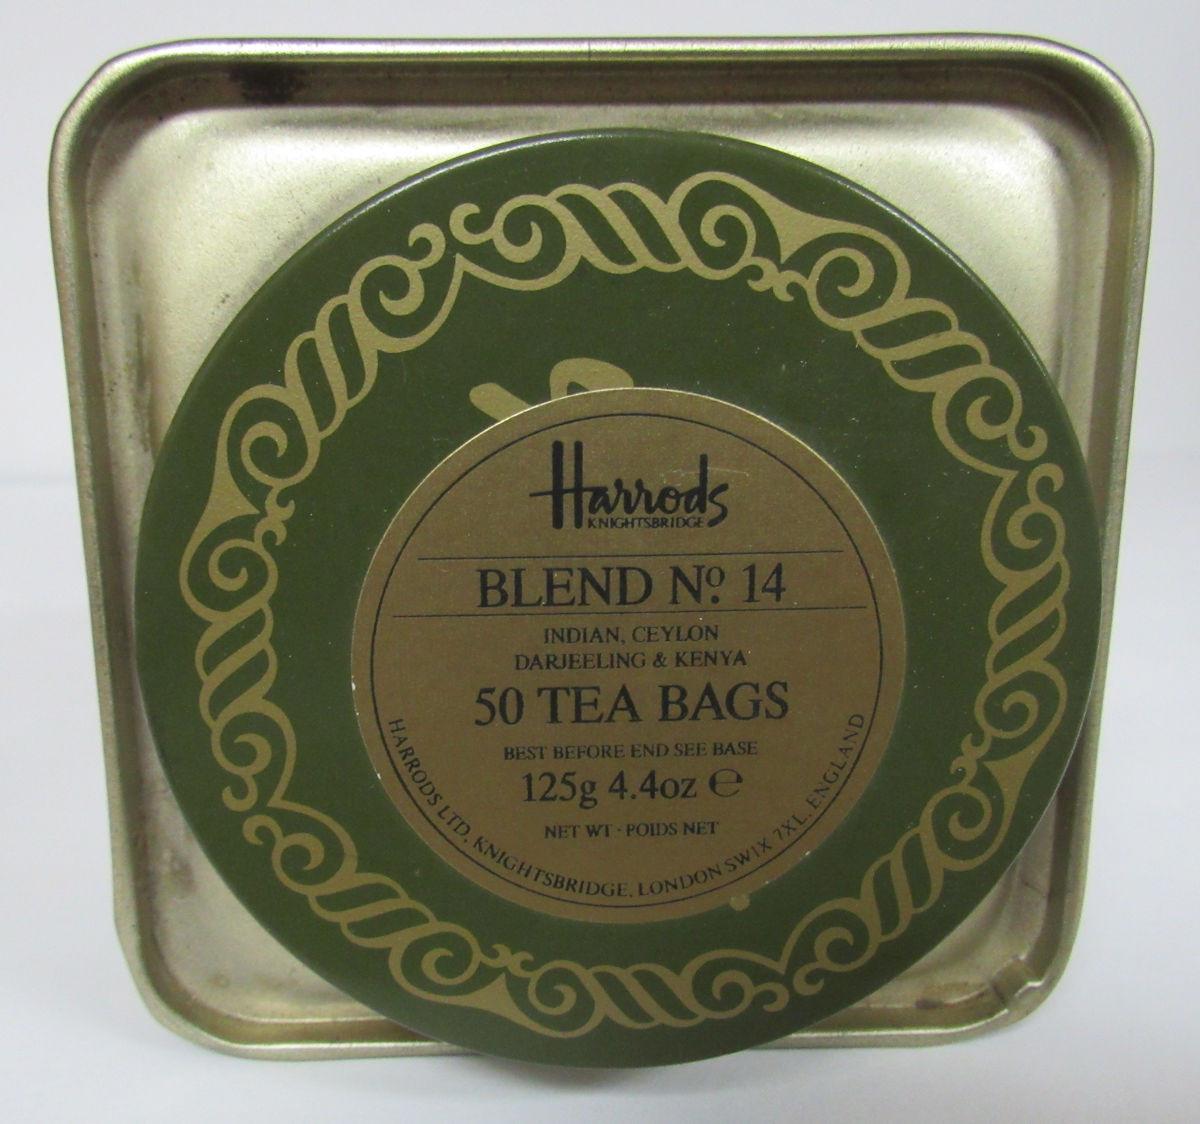 Harrods
KNIGHTSBRIDGE
BLEND Nº 14
INDIAN, CEYLON
DARJEELING & KENYA
50 TEA BAGS
BEST BEFORE END SEE BASE
125g 4.4oz ℮
NET WT · POIDS NET
HARRODS LTD, KNIGHTSBRIDGE, LONDON SW1X 7XL, ENGLAND